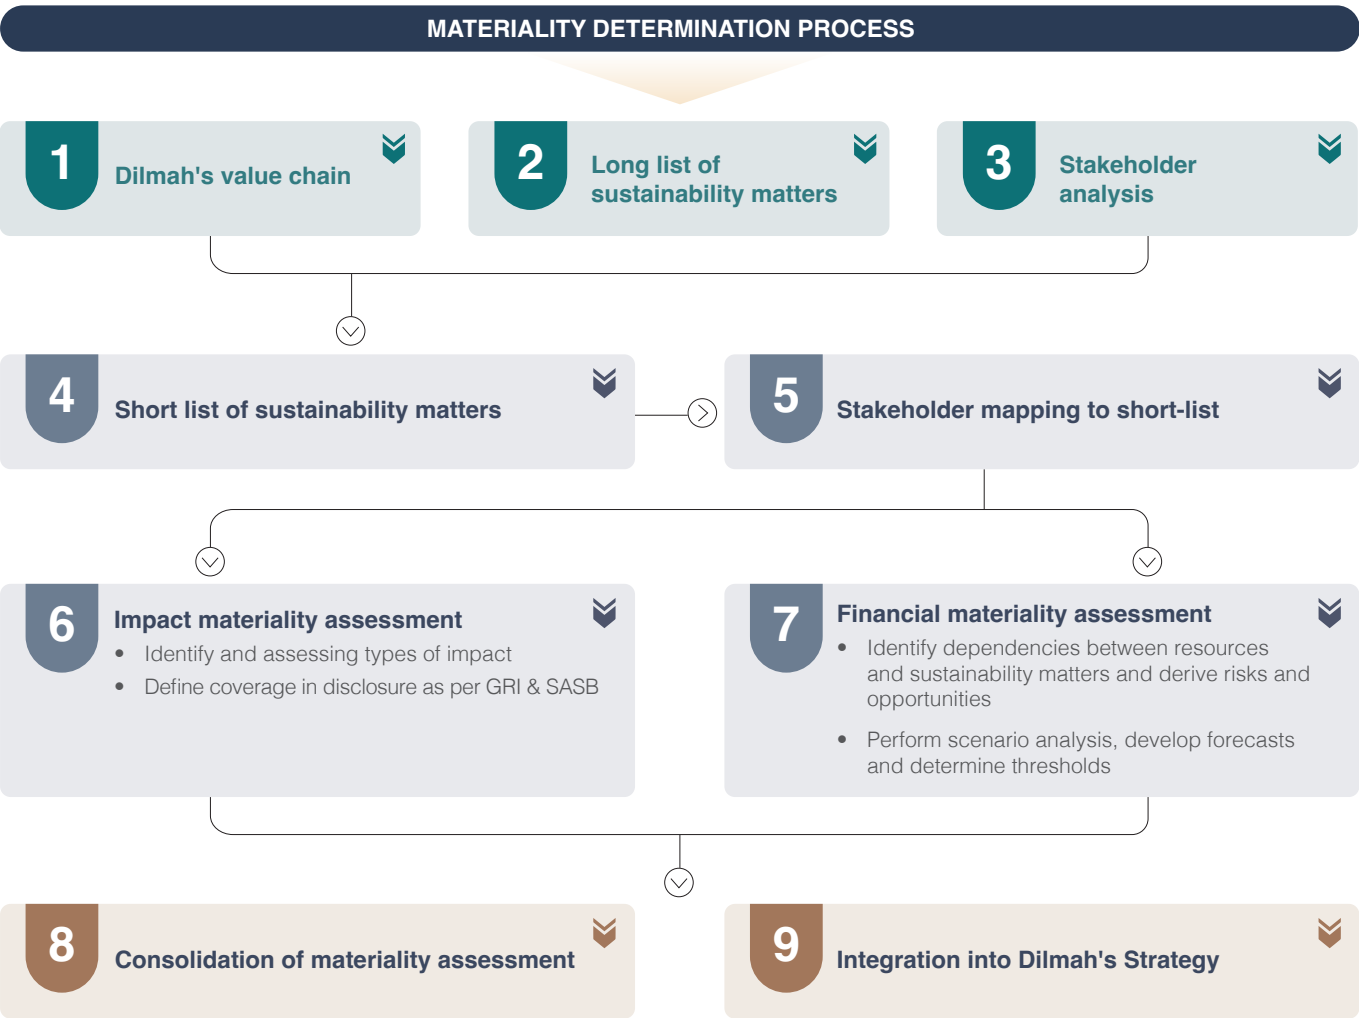 MATERIALITY DETERMINATION PROCESS
1
Dilmah's value chain
2
Long list of
sustainability matters
3
Stakeholder
analysis
4
Short list of sustainability matters
5
Stakeholder mapping to short-list
6
Impact materiality assessment
• Identify and assessing types of impact
• Define coverage in disclosure as per GRI & SASB
7
Financial materiality assessment
• Identify dependencies between resources
and sustainability matters and derive risks and
opportunities
• Perform scenario analysis, develop forecasts
and determine thresholds
8
Consolidation of materiality assessment
9
Integration into Dilmah's Strategy